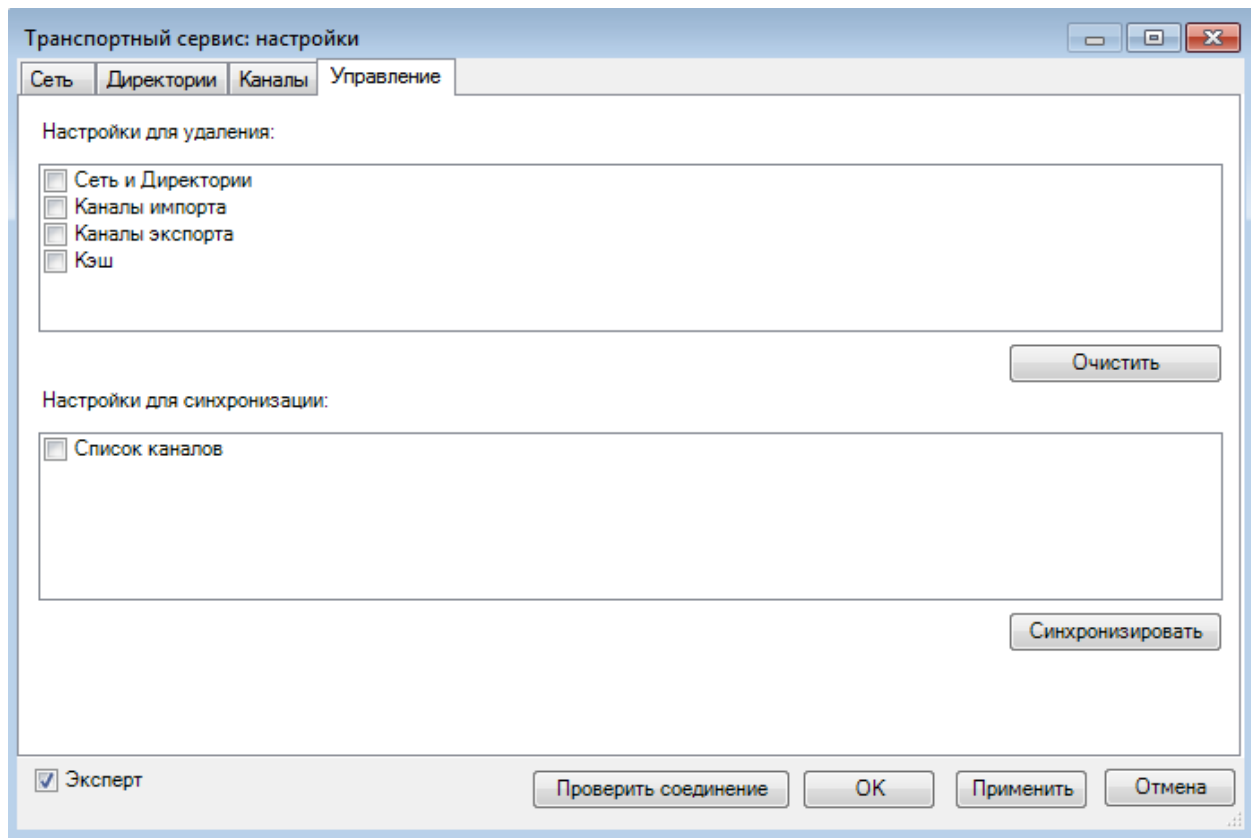 Транспортный сервис: настройки
Сеть Директории Каналы Управление
Настройки для удаления:
Сеть и Директории
Каналы импорта
Каналы экспорта
Кэш
Очистить
Настройки для синхронизации:
Список каналов
Синхронизировать
Эксперт Проверить соединение OK Применить Отмена